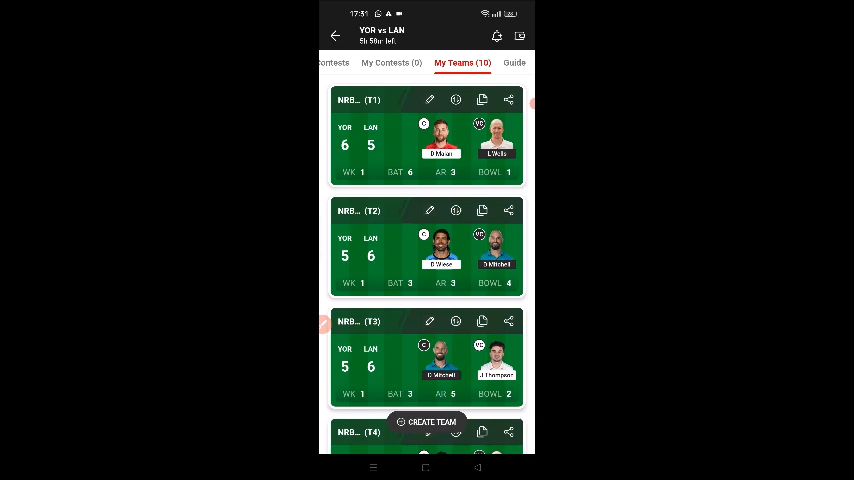 17:31
YOR vs LAN
5h 58m left
contests My Contests (0) My Teams (10) Guide
NRB... (T1)
YOR LAN
6 5
C VC
D Malan L Wells
WK 1 BAT 6 AR 3 BOWL 1
NRB... (T2)
YOR LAN
5 6
C VC
D Wiese D Mitchell
WK 1 BAT 3 AR 3 BOWL 4
NRB... (T3)
YOR LAN
5 6
C VC
D Mitchell J Thompson
WK 1 BAT 3 AR 5 BOWL 2
CREATE TEAM
NRB... (T4)